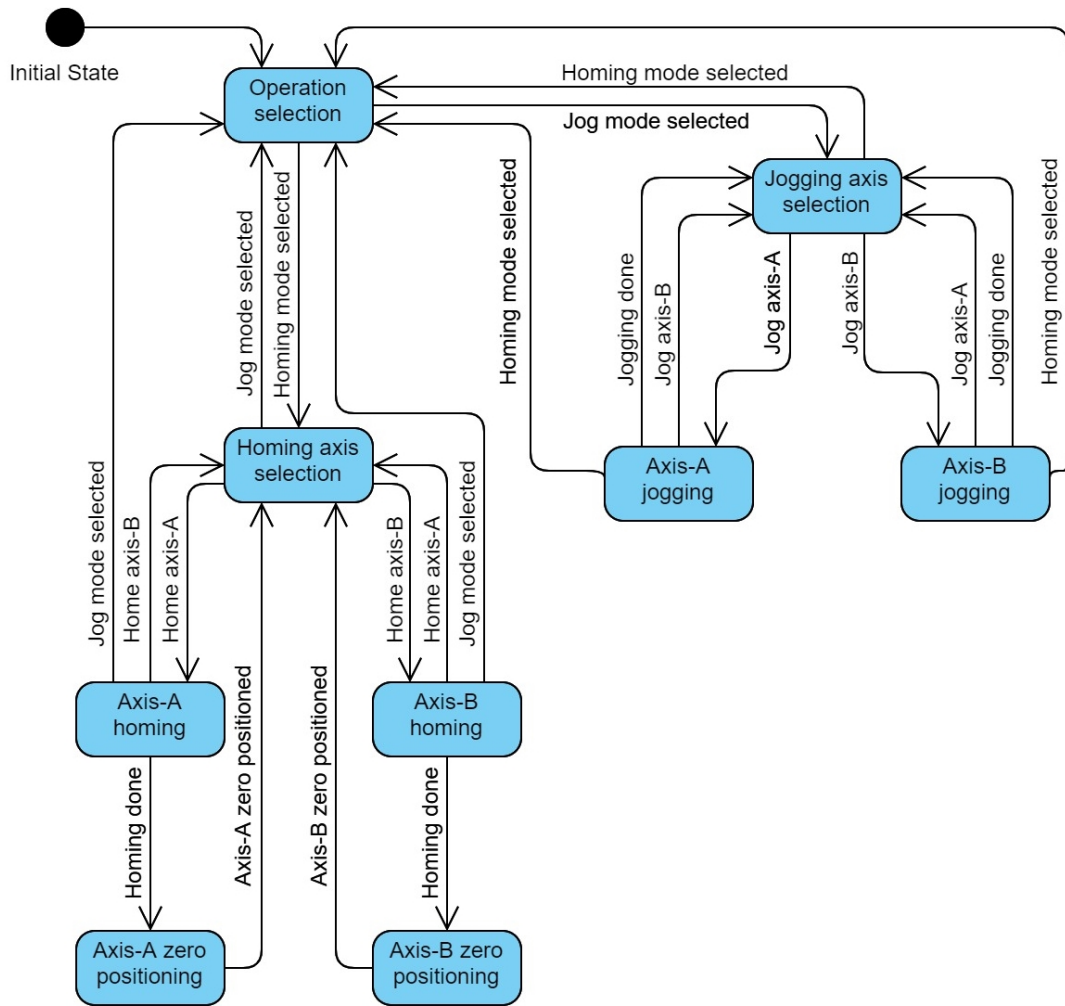 Initial State
Operation
selection
Homing mode selected
Jog mode selected
Jogging axis
selection
Jog mode selected
Homing mode selected
Homing mode selected
Jogging done
Jog axis-B
Jog axis-A
Jog axis-B
Jog axis-A
Jogging done
Homing mode selected
Homing axis
selection
Axis-A
jogging
Axis-B
jogging
Jog mode selected
Home axis-B
Home axis-A
Home axis-B
Home axis-A
Jog mode selected
Axis-A
homing
Axis-B
homing
Homing done
Axis-A zero positioned
Axis-B zero positioned
Homing done
Axis-A zero
positioning
Axis-B zero
positioning